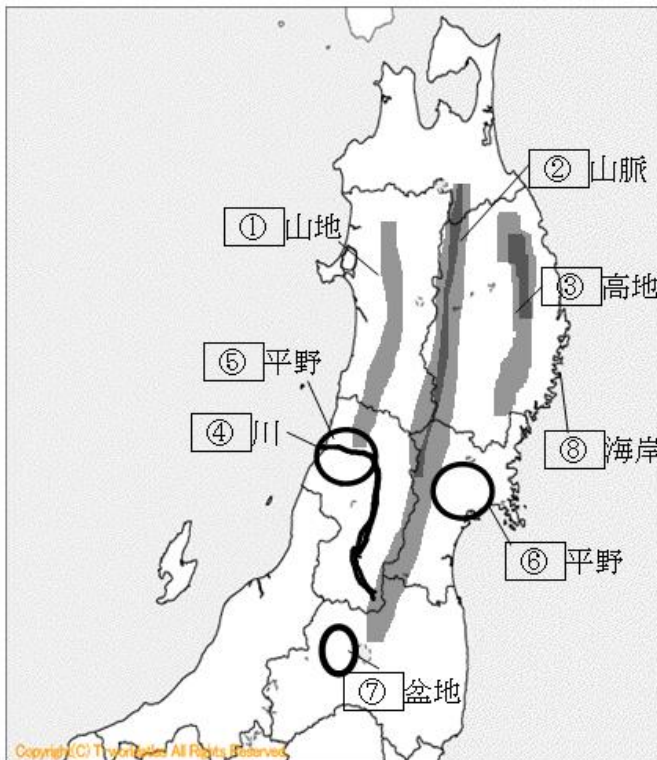 ② 山脈
① 山地
③ 高地
⑤ 平野
④ 川
⑧ 海岸
⑥ 平野
⑦ 盆地